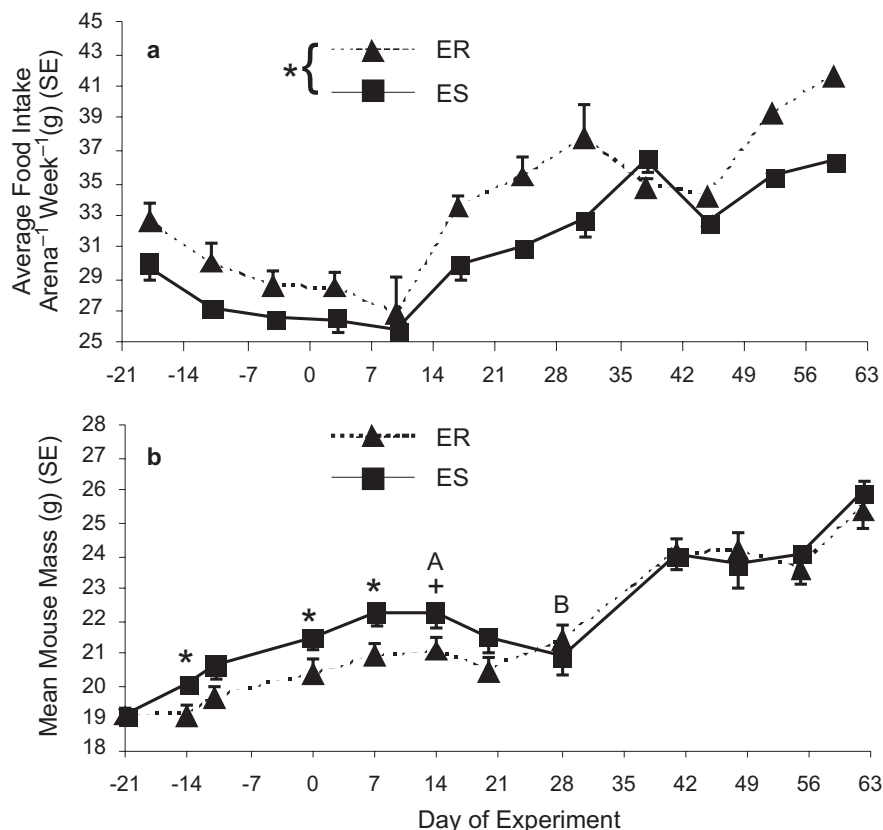 45
43
41
39
37
35
33
31
29
27
25
Average Food Intake
Arena⁻¹ Week⁻¹(g) (SE)
a
* {
ER
ES
-21 -14 -7 0 7 14 21 28 35 42 49 56 63
28
27
26
25
24
23
22
21
20
19
18
Mean Mouse Mass (g) (SE)
b
ER
ES
* * * A
+
B
-21 -14 -7 0 7 14 21 28 35 42 49 56 63
Day of Experiment